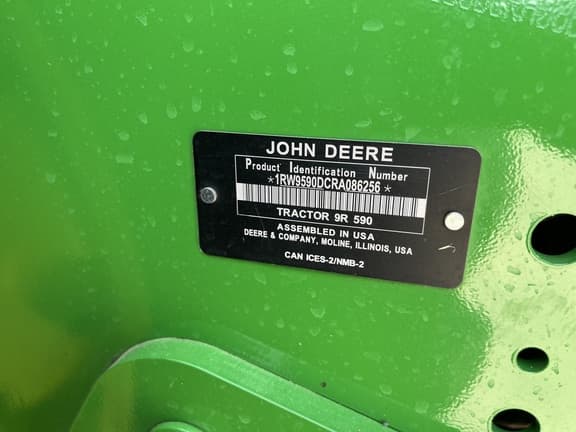 JOHN DEERE
Product Identification Number
*1RW9590DCRA086256*
TRACTOR 9R 590
ASSEMBLED IN USA
DEERE & COMPANY, MOLINE, ILLINOIS, USA
CAN ICES-2/NMB-2